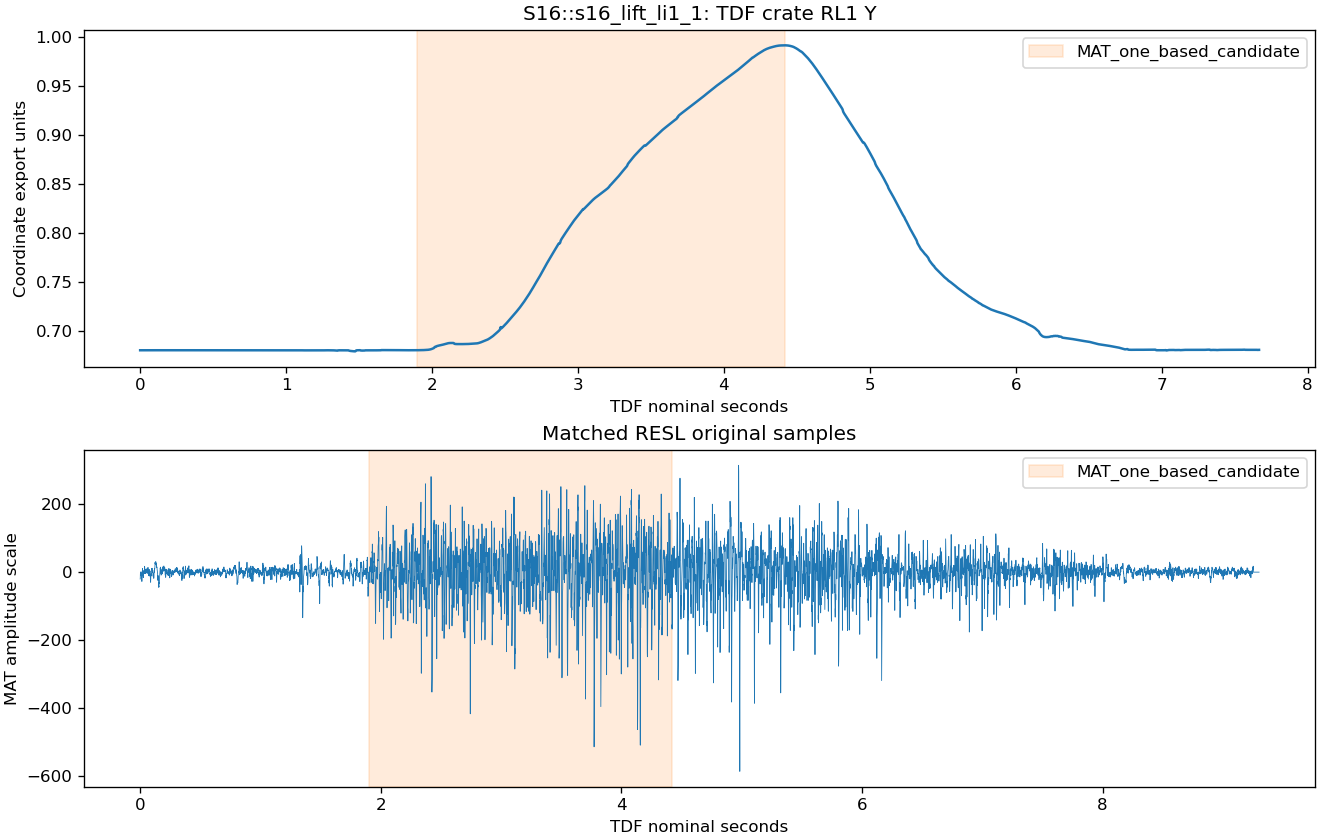 S16::s16_lift_li1_1: TDF crate RL1 Y
MAT_one_based_candidate
Coordinate export units
1.00
0.95
0.90
0.85
0.80
0.75
0.70
0 1 2 3 4 5 6 7 8
TDF nominal seconds
Matched RESL original samples
MAT_one_based_candidate
MAT amplitude scale
200
0
−200
−400
−600
0 2 4 6 8
TDF nominal seconds